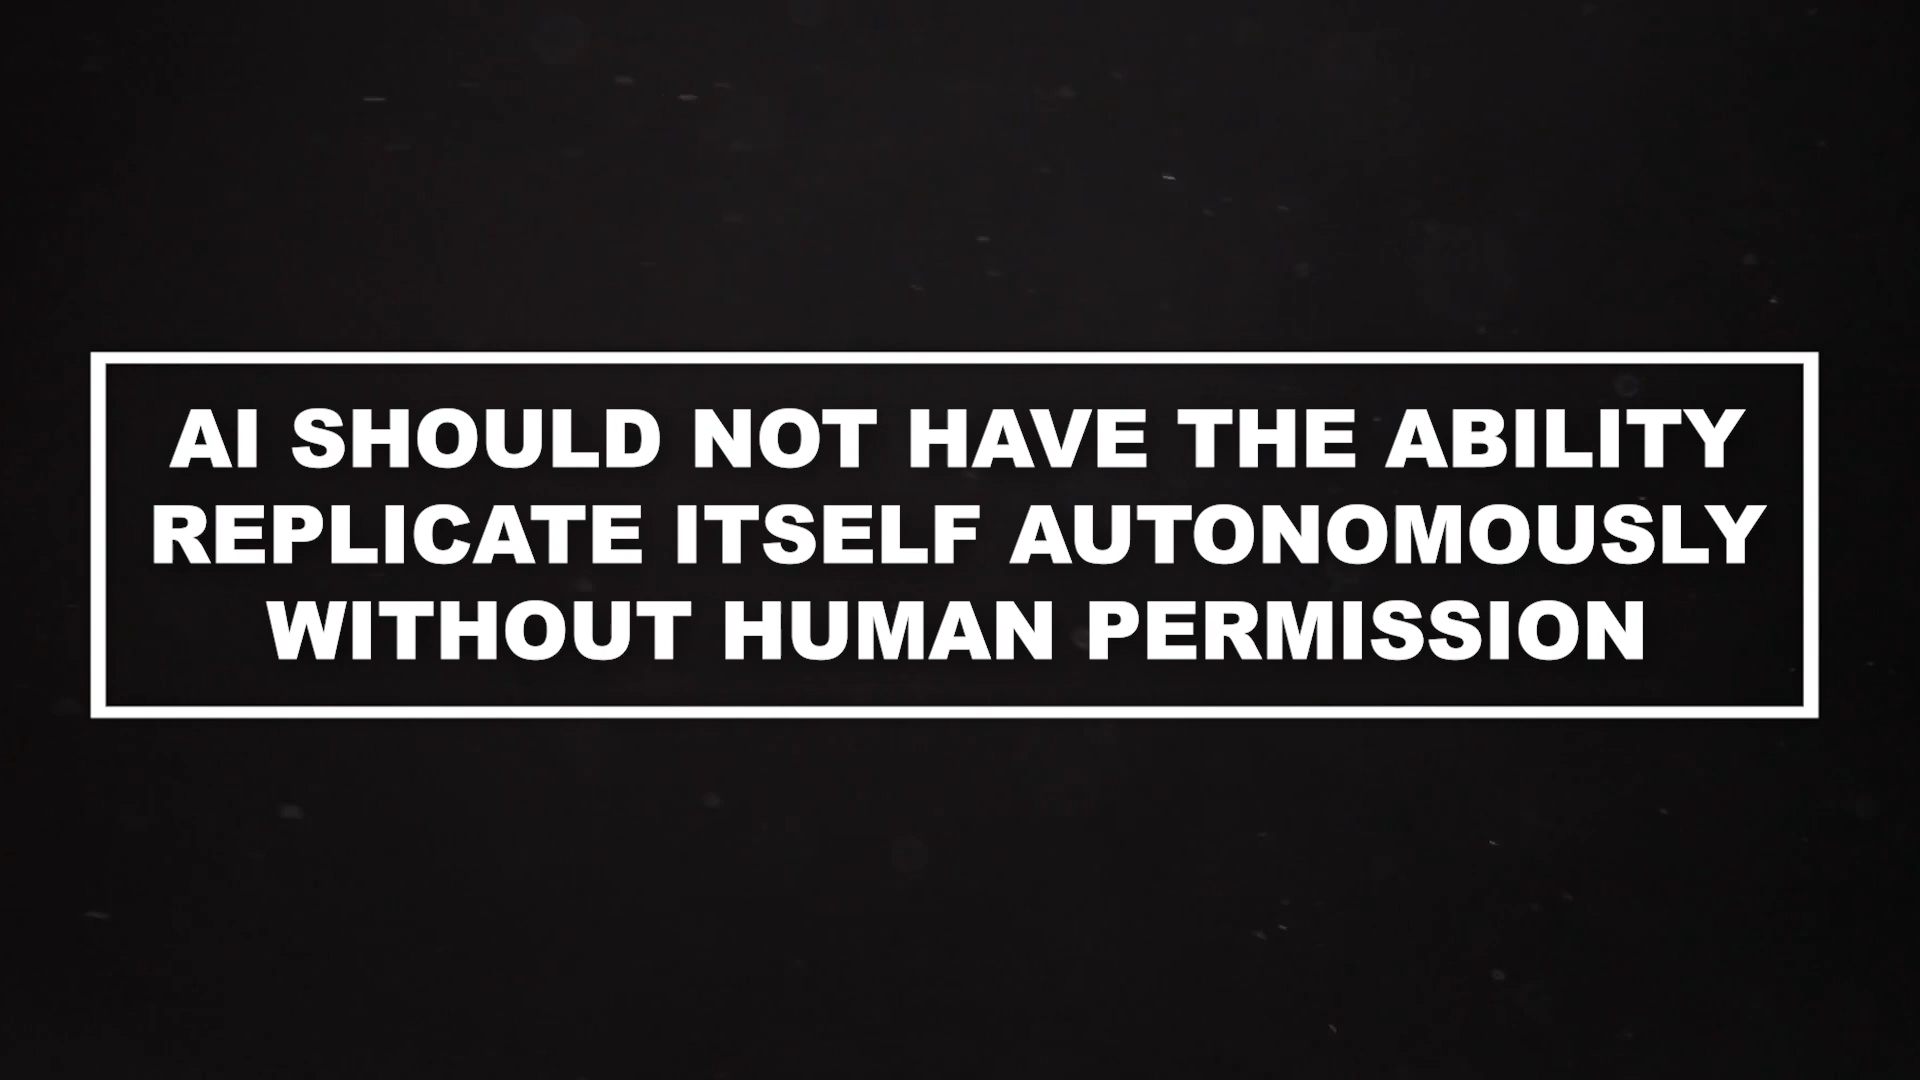 AI SHOULD NOT HAVE THE ABILITY
REPLICATE ITSELF AUTONOMOUSLY
WITHOUT HUMAN PERMISSION